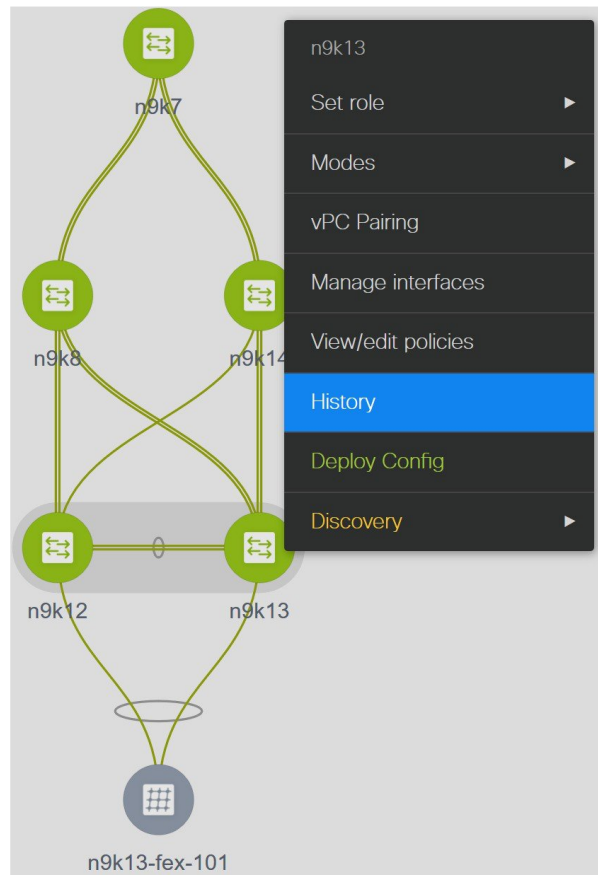 n9k7
n9k13
Set role
Modes
vPC Pairing
Manage interfaces
View/edit policies
History
Deploy Config
Discovery
n9k8
n9k14
n9k12
n9k13
n9k13-fex-101